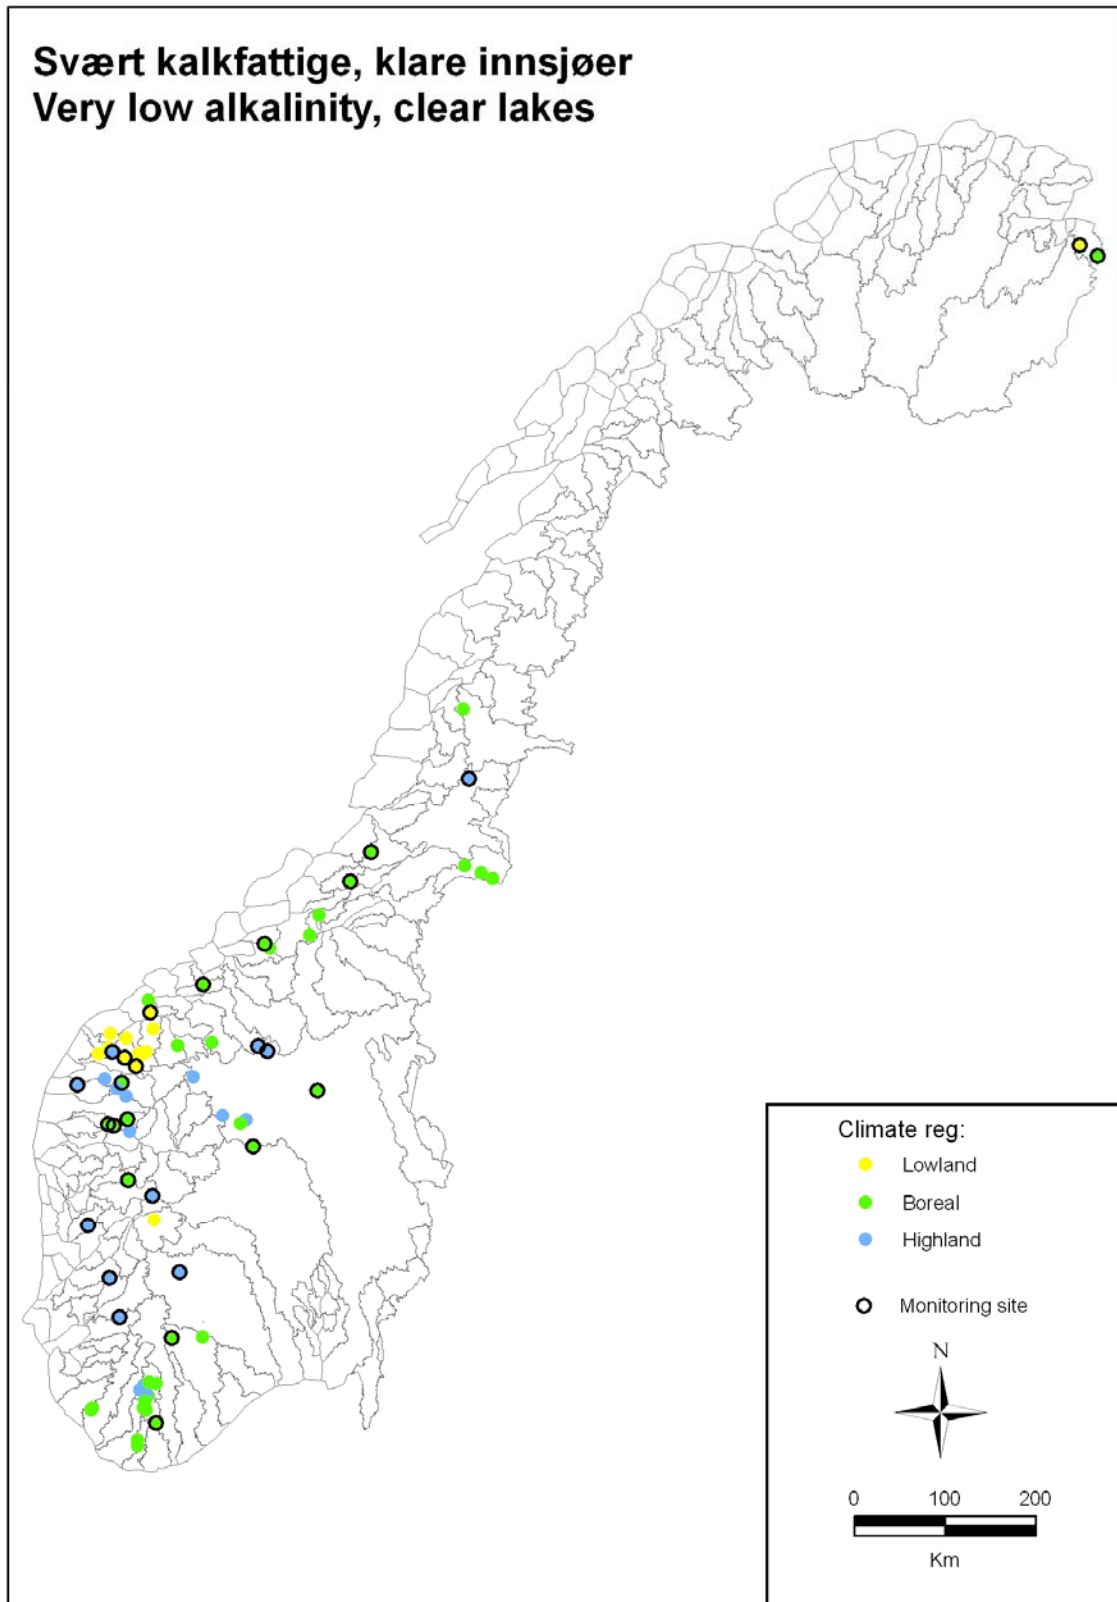 Svært kalkfattige, klare innsjøer
Very low alkalinity, clear lakes
Climate reg:
Lowland
Boreal
Highland
Monitoring site
N
0 100 200
Km